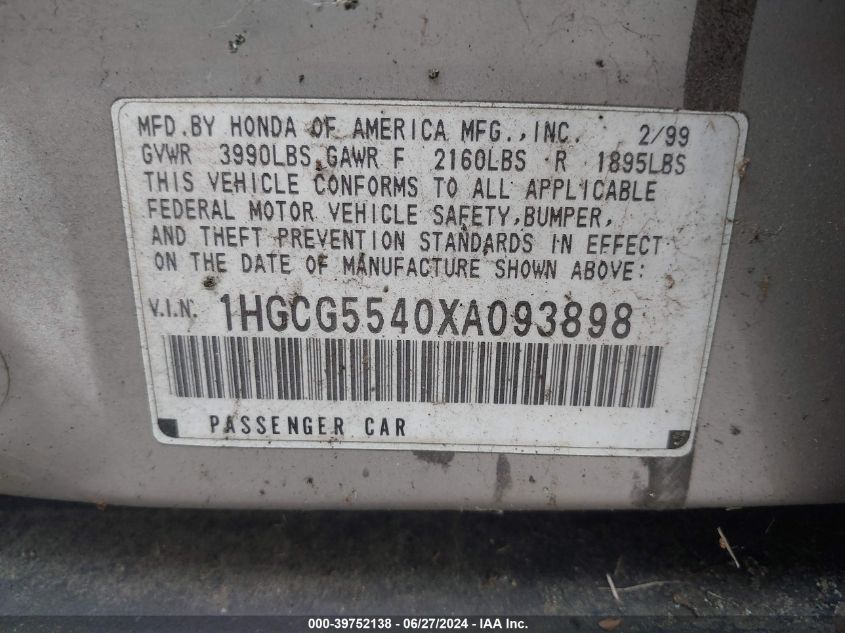 MFD.BY HONDA OF AMERICA MFG.,INC. 2/99
GVWR 3990LBS GAWR F 2160LBS R 1895LBS
THIS VEHICLE CONFORMS TO ALL APPLICABLE
FEDERAL MOTOR VEHICLE SAFETY,BUMPER,
AND THEFT PREVENTION STANDARDS IN EFFECT
ON THE DATE OF MANUFACTURE SHOWN ABOVE:
V.I.N. 1HGCG5540XA093898
PASSENGER CAR
000-39752138 - 06/27/2024 - IAA Inc.